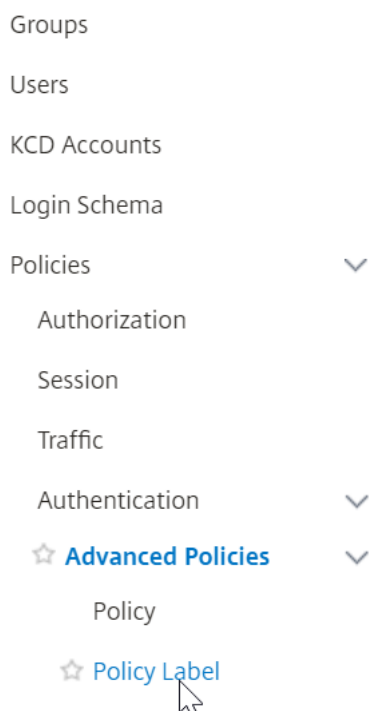 Groups
Users
KCD Accounts
Login Schema
Policies
Authorization
Session
Traffic
Authentication
Advanced Policies
Policy
Policy Label